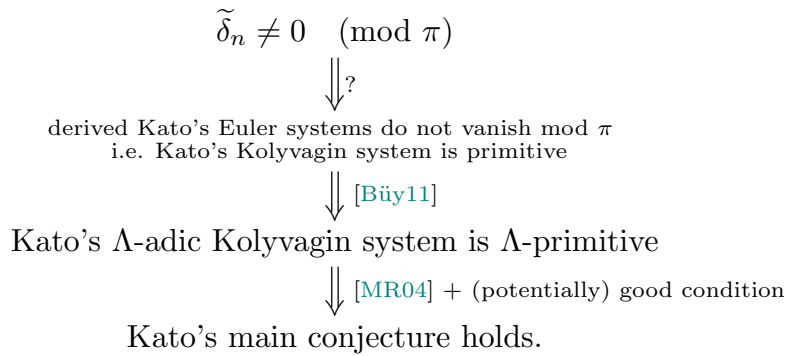 δ̃ₙ ≠ 0 (mod π)
⇓?
derived Kato's Euler systems do not vanish mod π
i.e. Kato's Kolyvagin system is primitive
⇓ [Büy11]
Kato's Λ-adic Kolyvagin system is Λ-primitive
⇓ [MR04] + (potentially) good condition
Kato's main conjecture holds.